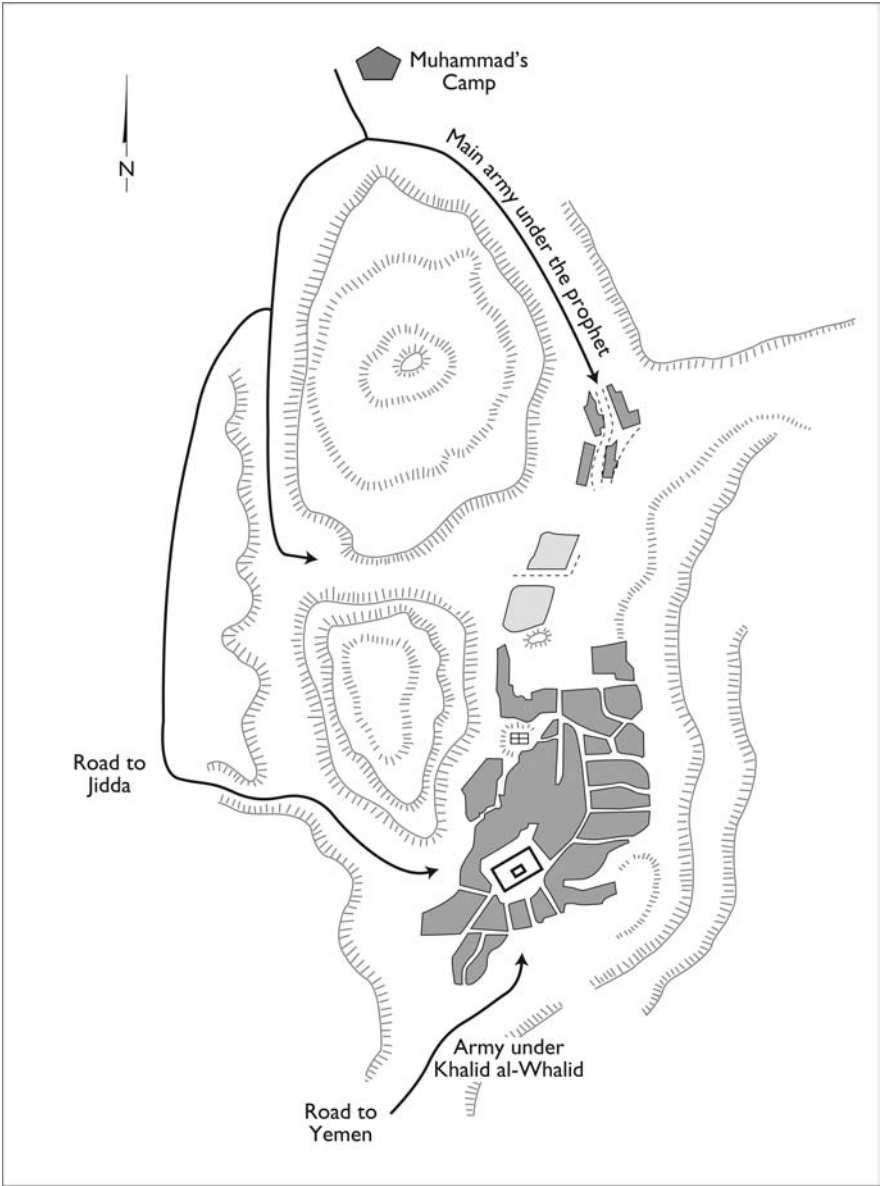 Muhammad's
Camp
N
Main army under the prophet
Road to
Jidda
Army under
Khalid al-Whalid
Road to
Yemen